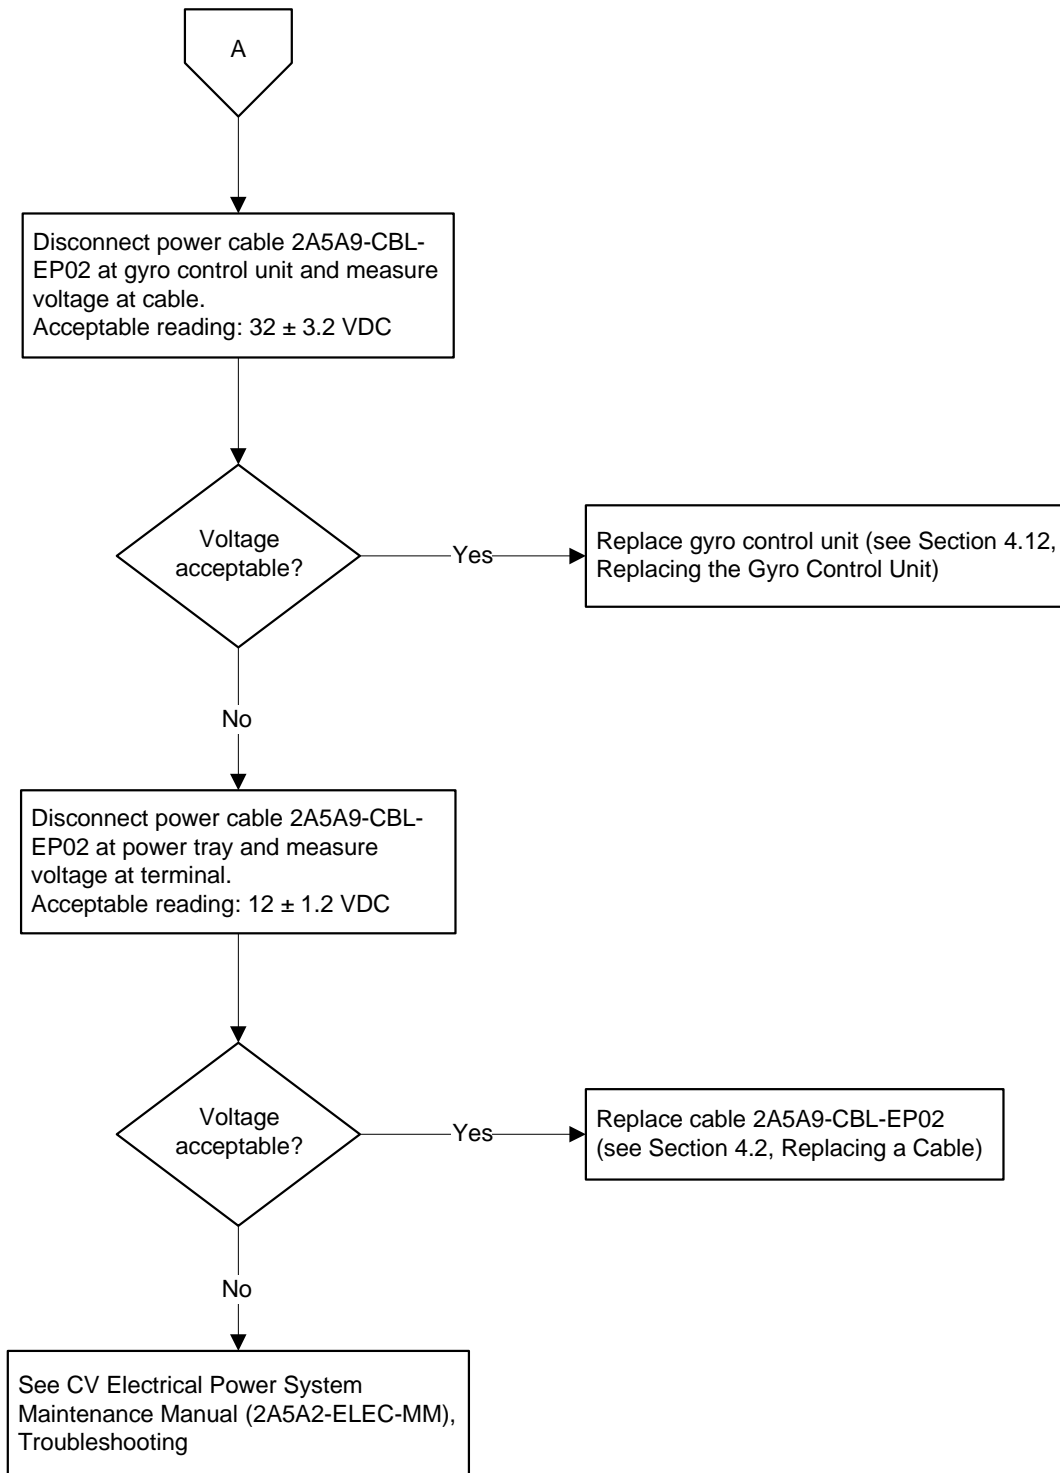 A
Disconnect power cable 2A5A9-CBL-
EP02 at gyro control unit and measure
voltage at cable.
Acceptable reading: 32 ± 3.2 VDC
Voltage
acceptable?
Yes
Replace gyro control unit (see Section 4.12,
Replacing the Gyro Control Unit)
No
Disconnect power cable 2A5A9-CBL-
EP02 at power tray and measure
voltage at terminal.
Acceptable reading: 12 ± 1.2 VDC
Voltage
acceptable?
Yes
Replace cable 2A5A9-CBL-EP02
(see Section 4.2, Replacing a Cable)
No
See CV Electrical Power System
Maintenance Manual (2A5A2-ELEC-MM),
Troubleshooting